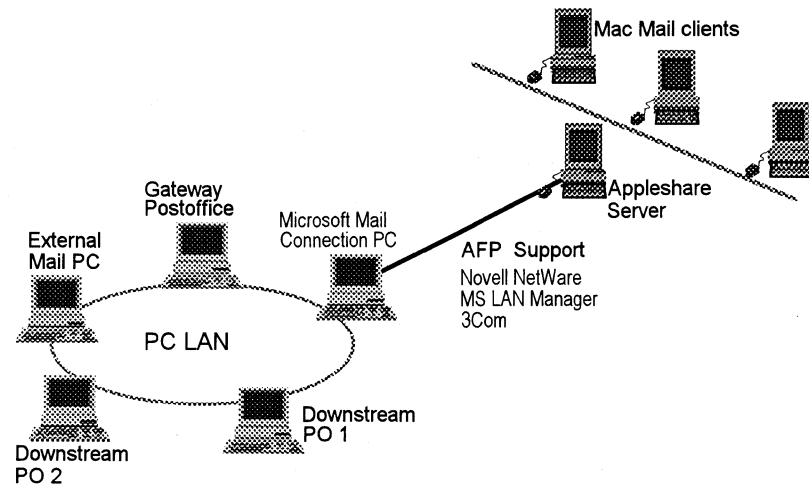 Mac Mail clients
Appleshare
Server
Gateway
Postoffice
Microsoft Mail
Connection PC
External
Mail PC
AFP Support
Novell NetWare
MS LAN Manager
3Com
PC LAN
Downstream
PO 1
Downstream
PO 2